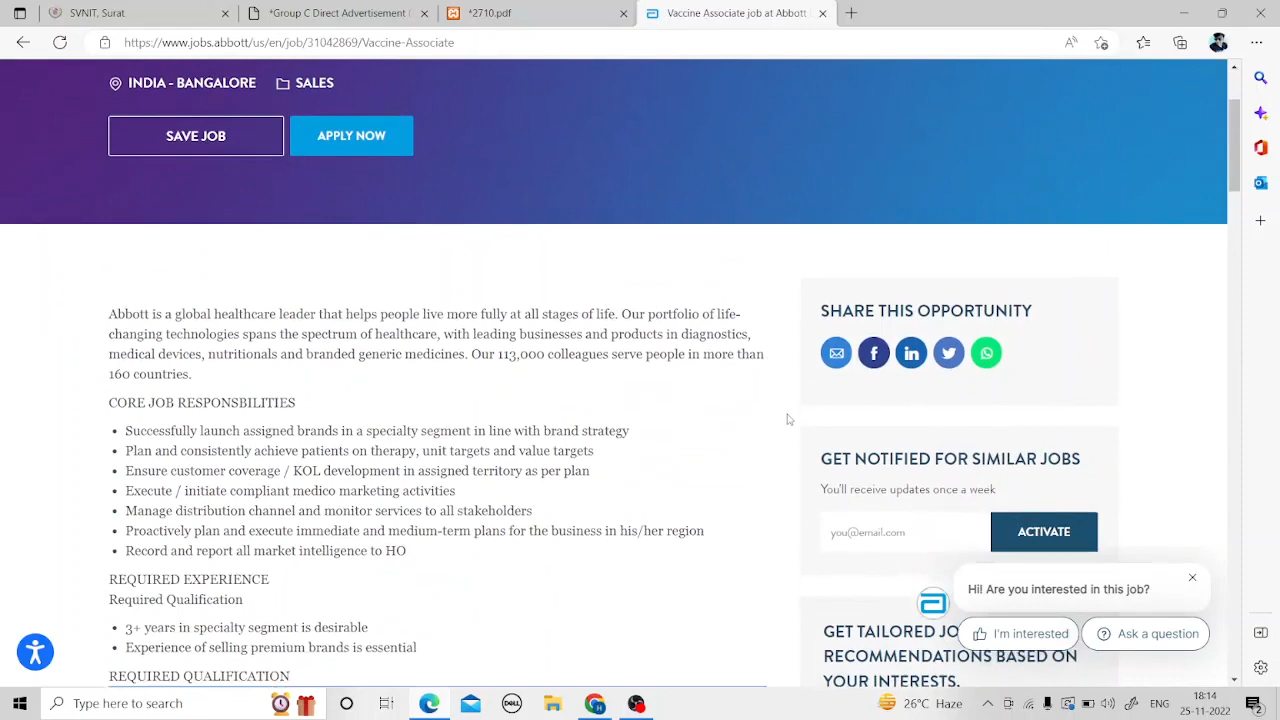 SVNIT, Surat
*Google Advertisement (
*2710.pdf
Vaccine Associate job at Abbott
https://www.jobs.abbott/us/en/job/31042869/Vaccine-Associate
INDIA - BANGALORE SALES
SAVE JOB APPLY NOW
Abbott is a global healthcare leader that helps people live more fully at all stages of life. Our portfolio of life-
changing technologies spans the spectrum of healthcare, with leading businesses and products in diagnostics,
medical devices, nutritionals and branded generic medicines. Our 113,000 colleagues serve people in more than
160 countries.
CORE JOB RESPONSBILITIES
• Successfully launch assigned brands in a specialty segment in line with brand strategy
• Plan and consistently achieve patients on therapy, unit targets and value targets
• Ensure customer coverage / KOL development in assigned territory as per plan
• Execute / initiate compliant medico marketing activities
• Manage distribution channel and monitor services to all stakeholders
• Proactively plan and execute immediate and medium-term plans for the business in his/her region
• Record and report all market intelligence to HO
REQUIRED EXPERIENCE
Required Qualification
• 3+ years in specialty segment is desirable
• Experience of selling premium brands is essential
REQUIRED QUALIFICATION
SHARE THIS OPPORTUNITY
GET NOTIFIED FOR SIMILAR JOBS
You'll receive updates once a week
you@email.com ACTIVATE
Hi! Are you interested in this job?
I'm interested Ask a question
GET TAILORED JO
RECOMMENDATIONS BASED ON
YOUR INTERESTS.
Type here to search
26°C Haze
18:14
25-11-2022